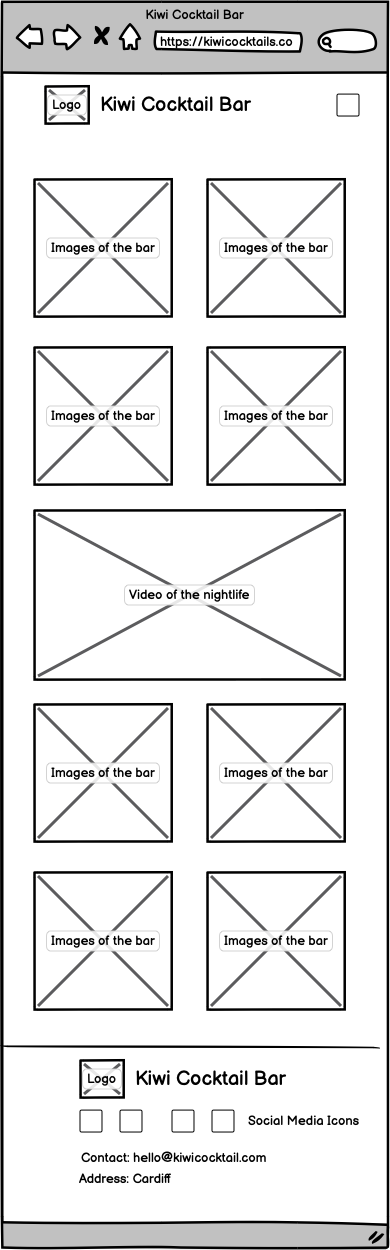 Kiwi Cocktail Bar
https://kiwicocktails.co
Logo Kiwi Cocktail Bar
Images of the bar Images of the bar
Images of the bar Images of the bar
Video of the nightlife
Images of the bar Images of the bar
Images of the bar Images of the bar
Logo Kiwi Cocktail Bar
Social Media Icons
Contact: hello@kiwicocktail.com
Address: Cardiff